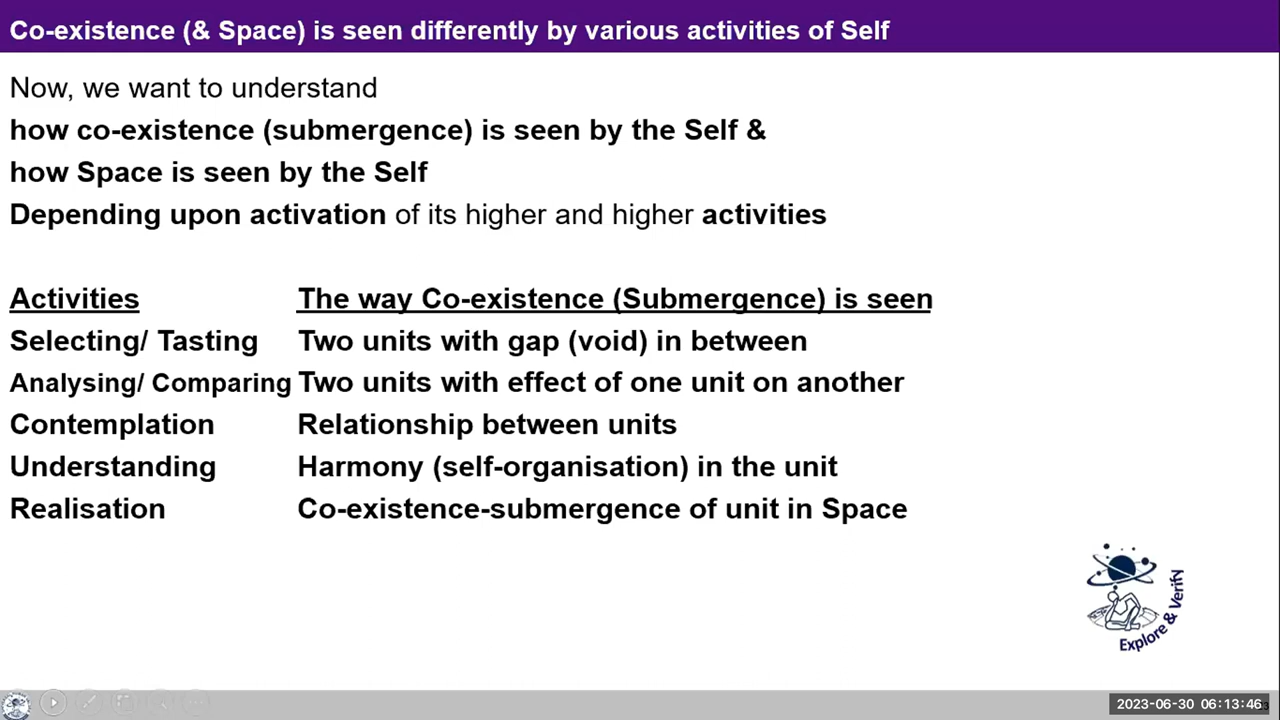 Co-existence (& Space) is seen differently by various activities of Self
Now, we want to understand
how co-existence (submergence) is seen by the Self &
how Space is seen by the Self
Depending upon activation of its higher and higher activities
Activities The way Co-existence (Submergence) is seen
Selecting/ Tasting Two units with gap (void) in between
Analysing/ Comparing Two units with effect of one unit on another
Contemplation Relationship between units
Understanding Harmony (self-organisation) in the unit
Realisation Co-existence-submergence of unit in Space
Explore & Verify
2023-06-30 06:13:46